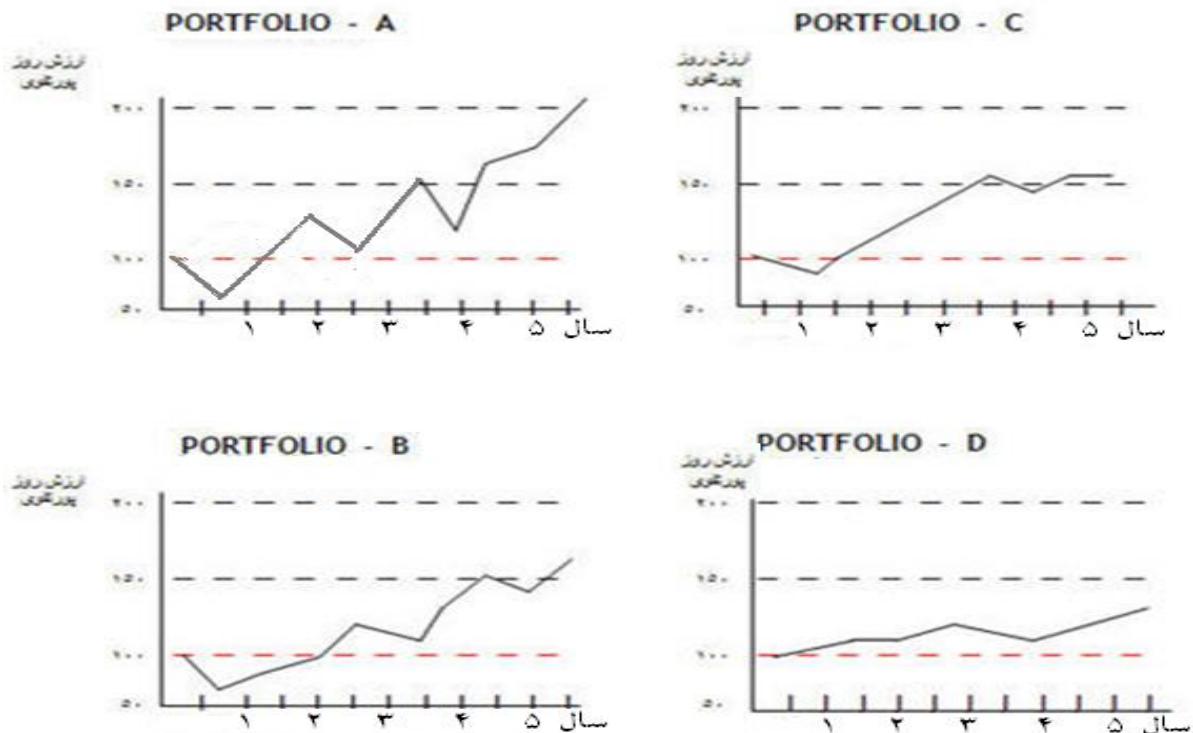 PORTFOLIO - A
ارزش روز
پورتفوی
۲۰۰
۱۵۰
۱۰۰
۵۰
۱ ۲ ۳ ۴ ۵ سال
PORTFOLIO - C
ارزش روز
پورتفوی
۲۰۰
۱۵۰
۱۰۰
۵۰
۱ ۲ ۳ ۴ ۵ سال
PORTFOLIO - B
ارزش روز
پورتفوی
۲۰۰
۱۵۰
۱۰۰
۵۰
۱ ۲ ۳ ۴ ۵ سال
PORTFOLIO - D
ارزش روز
پورتفوی
۲۰۰
۱۵۰
۱۰۰
۵۰
۱ ۲ ۳ ۴ ۵ سال